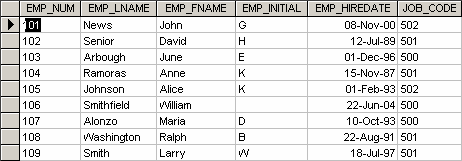 EMP_NUM EMP_LNAME EMP_FNAME EMP_INITIAL EMP_HIREDATE JOB_CODE
101 News John G 08-Nov-00 502
102 Senior David H 12-Jul-89 501
103 Arbough June E 01-Dec-96 500
104 Ramoras Anne K 15-Nov-87 501
105 Johnson Alice K 01-Feb-93 502
106 Smithfield William 22-Jun-04 500
107 Alonzo Maria D 10-Oct-93 500
108 Washington Ralph B 22-Aug-91 501
109 Smith Larry W 18-Jul-97 501